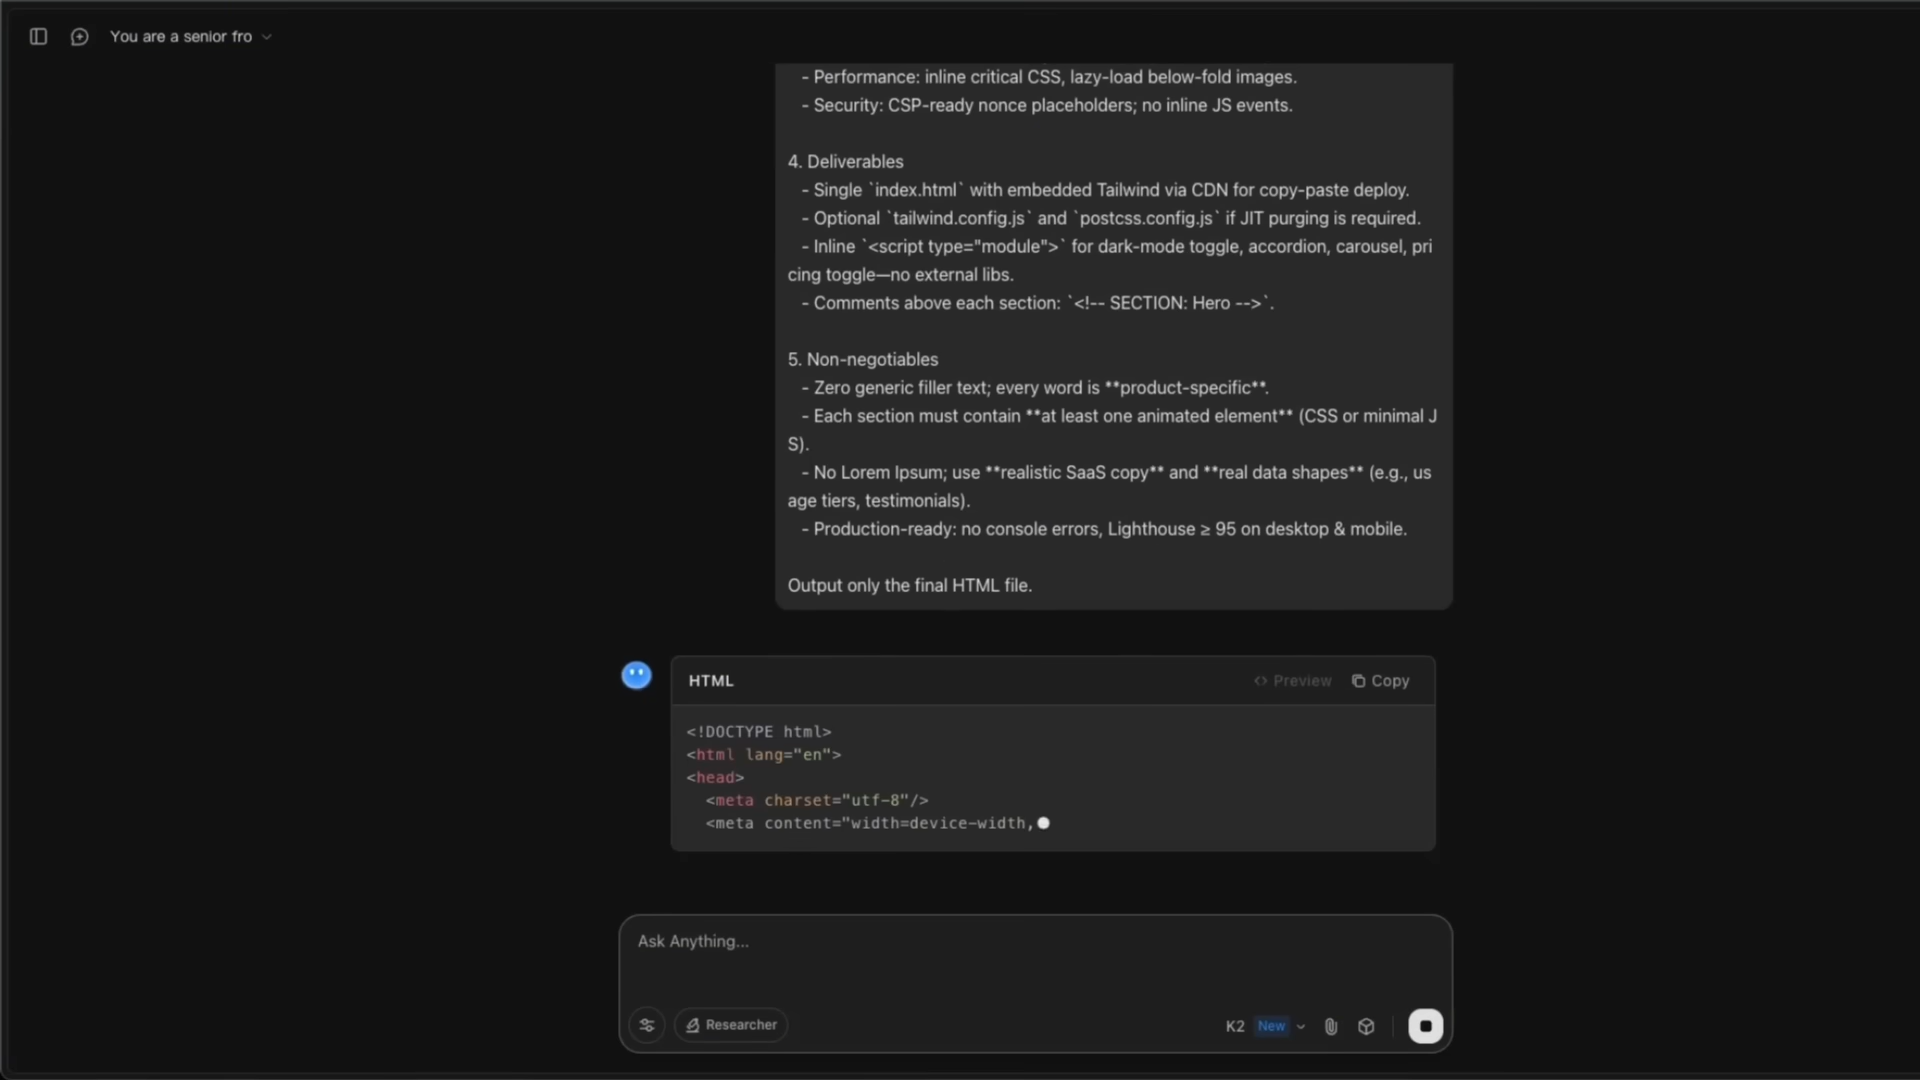 You are a senior fro
- Performance: inline critical CSS, lazy-load below-fold images.
- Security: CSP-ready nonce placeholders; no inline JS events.
4. Deliverables
- Single `index.html` with embedded Tailwind via CDN for copy-paste deploy.
- Optional `tailwind.config.js` and `postcss.config.js` if JIT purging is required.
- Inline `<script type="module">` for dark-mode toggle, accordion, carousel, pri
cing toggle—no external libs.
- Comments above each section: `<!-- SECTION: Hero -->`.
5. Non-negotiables
- Zero generic filler text; every word is **product-specific**.
- Each section must contain **at least one animated element** (CSS or minimal J
S).
- No Lorem Ipsum; use **realistic SaaS copy** and **real data shapes** (e.g., us
age tiers, testimonials).
- Production-ready: no console errors, Lighthouse ≥ 95 on desktop & mobile.
Output only the final HTML file.
HTML
<> Preview
Copy
<!DOCTYPE html>
<html lang="en">
<head>
<meta charset="utf-8"/>
<meta content="width=device-width,
Ask Anything...
Researcher
K2 New